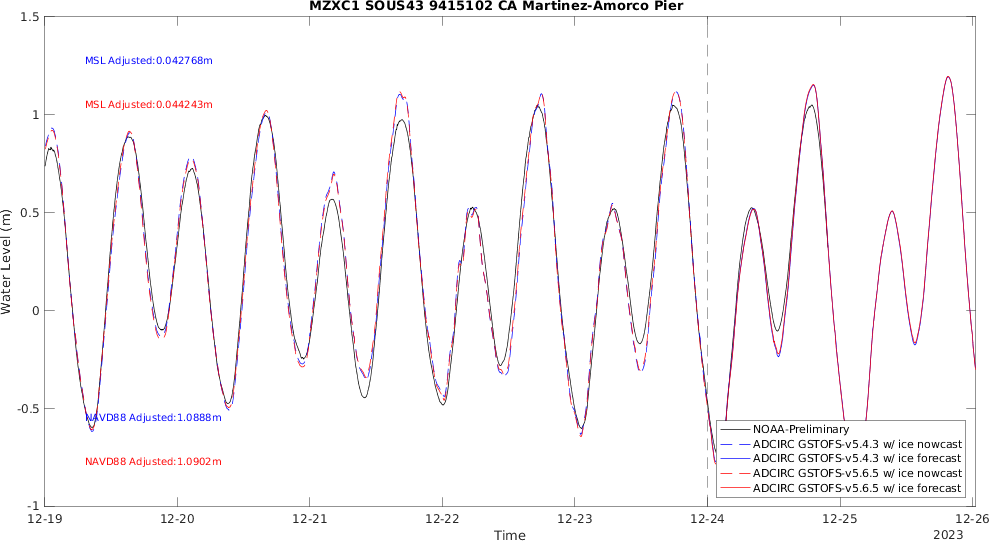 MZXC1 SOUS43 9415102 CA Martinez-Amorco Pier
1.5
1
0.5
0
-0.5
-1
Water Level (m)
MSL Adjusted:0.042768m
MSL Adjusted:0.044243m
NAVD88 Adjusted:1.0888m
NAVD88 Adjusted:1.0902m
NOAA-Preliminary
ADCIRC GSTOFS-v5.4.3 w/ ice nowcast
ADCIRC GSTOFS-v5.4.3 w/ ice forecast
ADCIRC GSTOFS-v5.6.5 w/ ice nowcast
ADCIRC GSTOFS-v5.6.5 w/ ice forecast
12-19 12-20 12-21 12-22 12-23 12-24 12-25 12-26
Time
2023